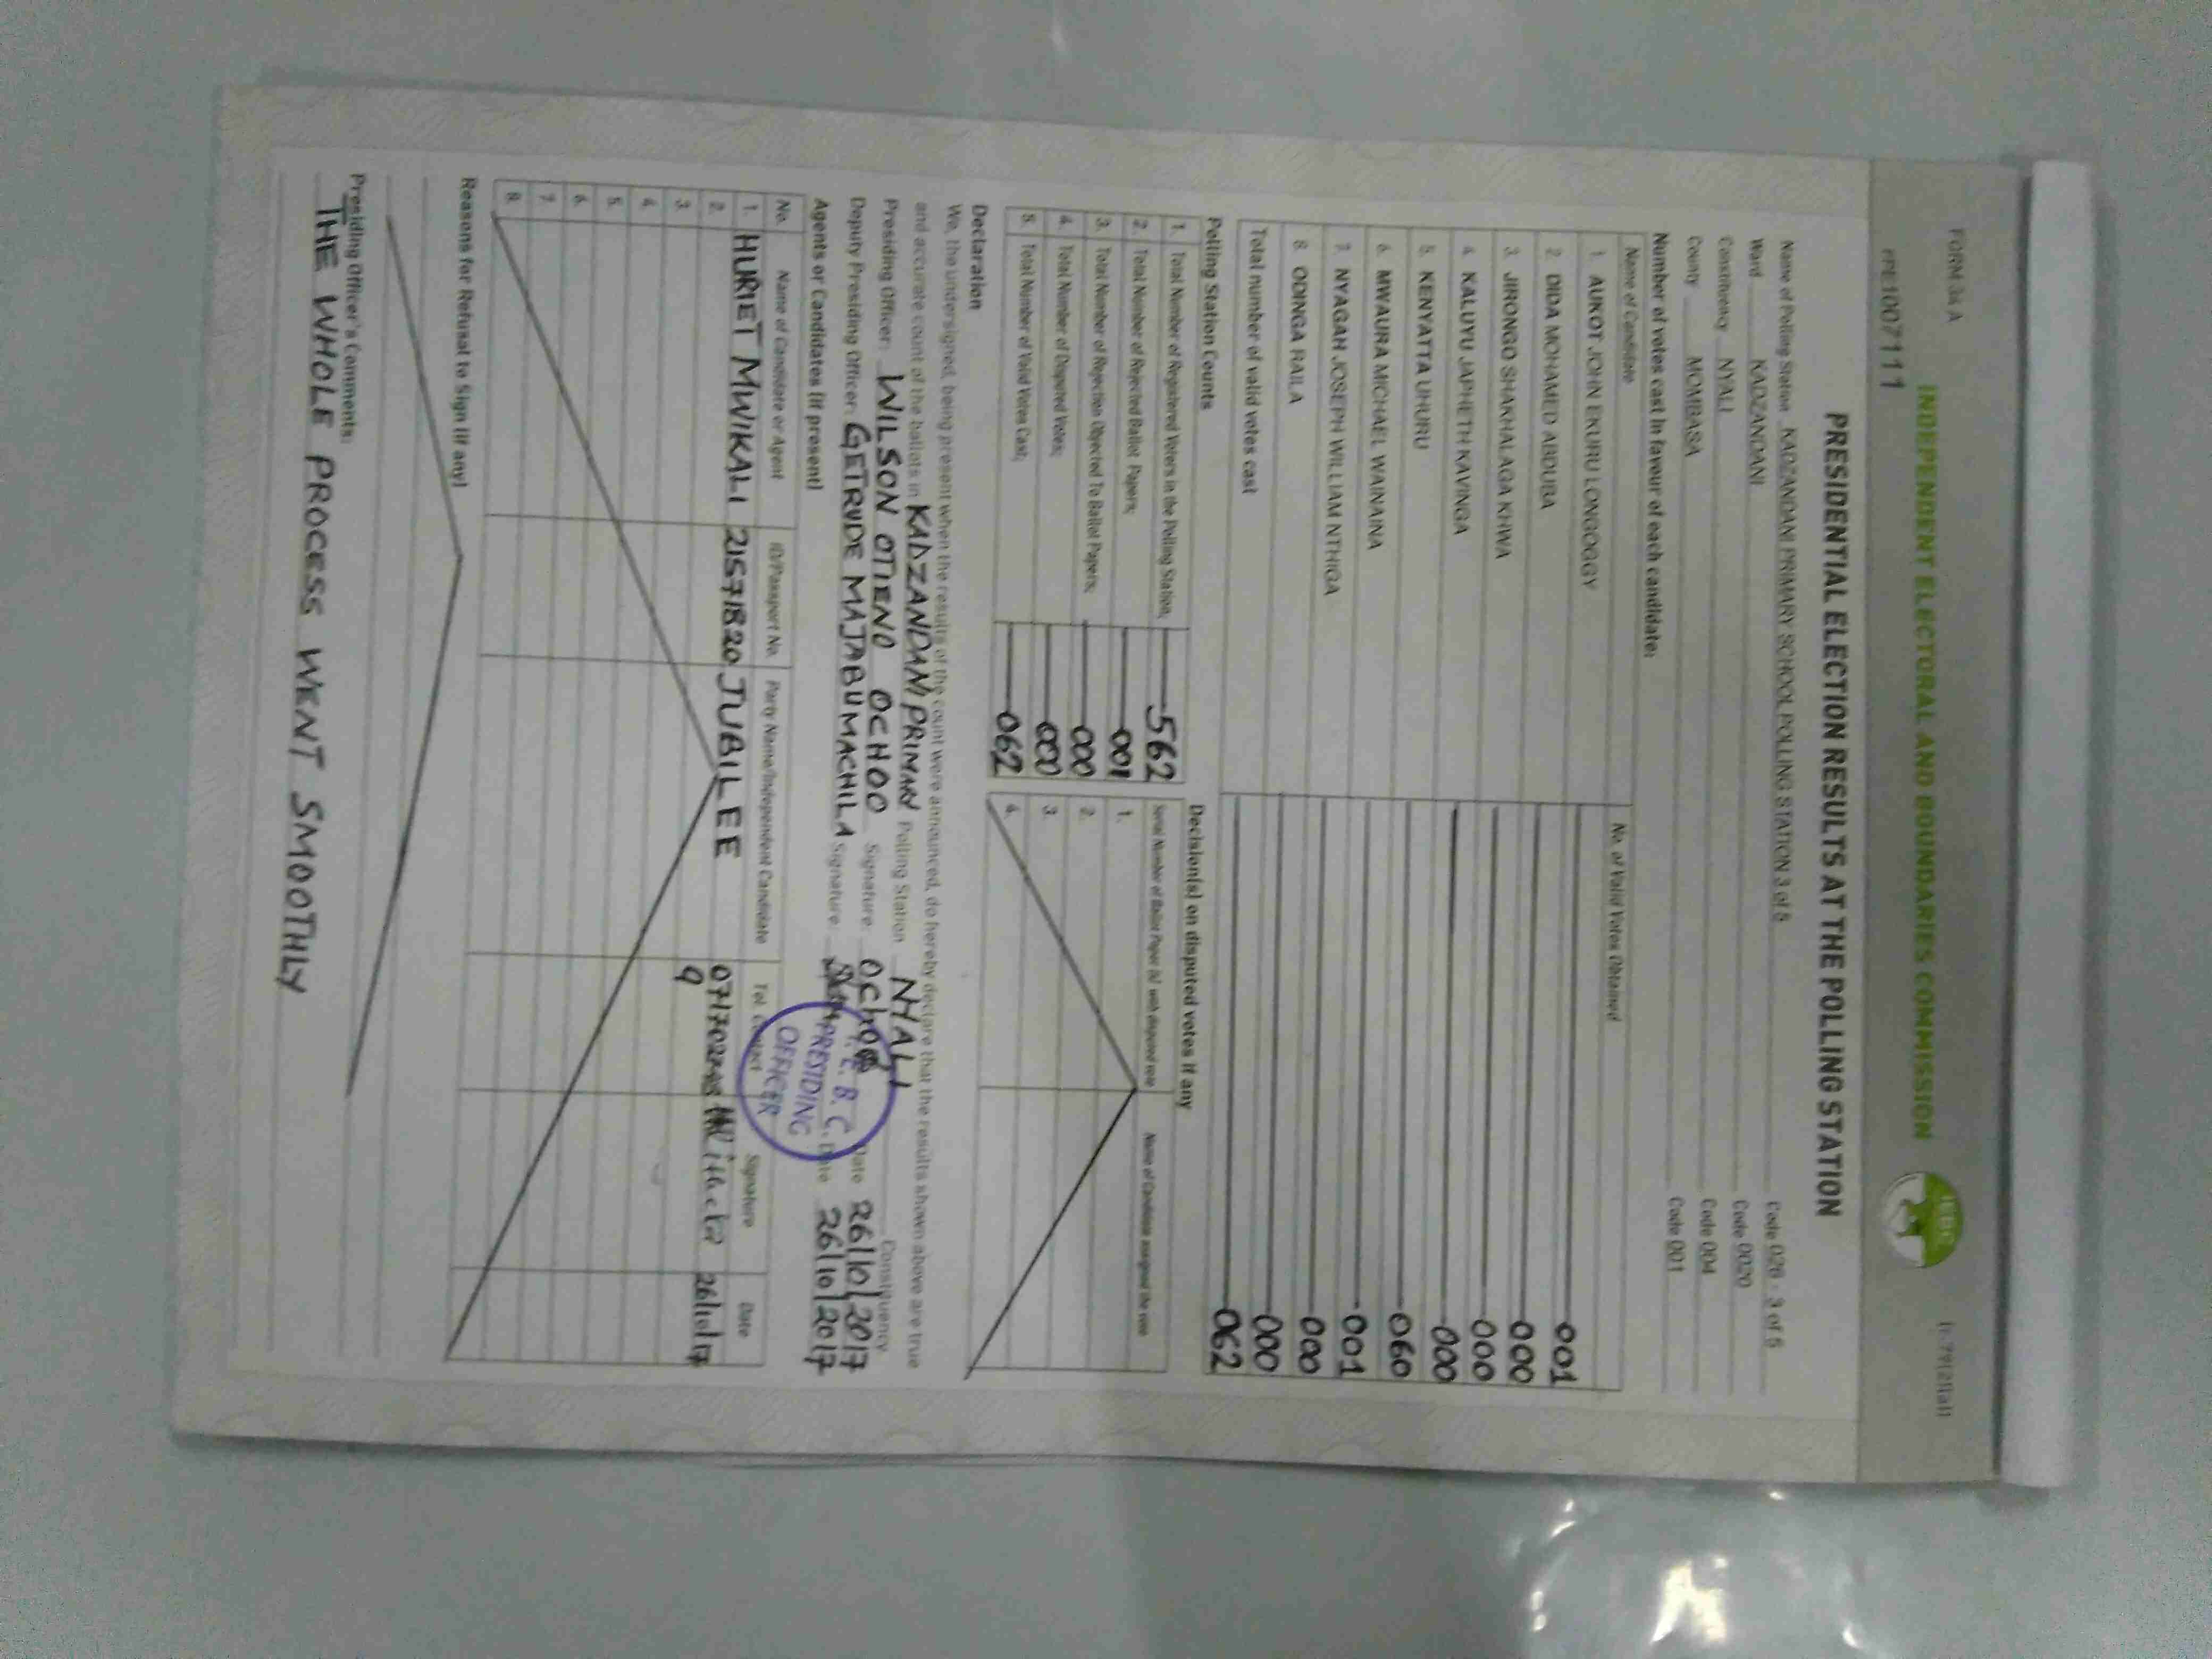 FORM 34 A
(r.79(2)(a))
INDEPENDENT ELECTORAL AND BOUNDARIES COMMISSION
IEBC
PRE1007111
PRESIDENTIAL ELECTION RESULTS AT THE POLLING STATION
Name of Polling Station KADZANDANI PRIMARY SCHOOL POLLING STATION 3 of 5 Code 026 - 3 of 5
Ward KADZANDANI Code 0020
Constituency NYALI Code 004
County MOMBASA Code 001
Number of votes cast in favour of each candidate:
Name of Candidate No. of Valid Votes Obtained
1. AUKOT JOHN EKURU LONGOGGY 001
2. DIDA MOHAMED ABDUBA 000
3. JIRONGO SHAKHALAGA KHWA 000
4. KALUYU JAPHETH KAVINGA 000
5. KENYATTA UHURU 060
6. MWAURA MICHAEL WAINAINA 001
7. NYAGAH JOSEPH WILLIAM NTHIGA 000
8. ODINGA RAILA 000
Total number of valid votes cast 062
Polling Station Counts
1. Total Number of Registered Voters in the Polling Station; 562
2. Total Number of Rejected Ballot Papers; 001
3. Total Number of Rejection Objected To Ballot Papers; 000
4. Total Number of Disputed Votes; 000
5. Total Number of Valid Votes Cast; 062
Decision(s) on disputed votes if any
Serial Number of Ballot Paper (s) with disputed vote Name of Candidate assigned the vote
1.
2.
3.
4.
Declaration
We, the undersigned, being present when the results of the count were announced, do hereby declare that the results shown above are true
and accurate count of the ballots in KADZANDANI PRIMARY Polling Station NYALI Constituency
Presiding Officer: WILSON OTIENO OCHOO Signature: Ochoo Date 26/10/2017
Deputy Presiding Officer: GETRUDE MAJABU MACHILA Signature: Date 26/10/2017
I.E.B.C.
PRESIDING
OFFICER
Agents or Candidates (if present)
No. Name of Candidate or Agent ID/Passport No. Party Name/Independent Candidate Tel. Contact Signature Date
1. HURIET MWIKALI 21571820 JUBILEE 26/10/17
2.
3.
4.
5.
6.
7.
8.
Reasons for Refusal to Sign (if any)
Presiding Officer's Comments:
THE WHOLE PROCESS WENT SMOOTHLY